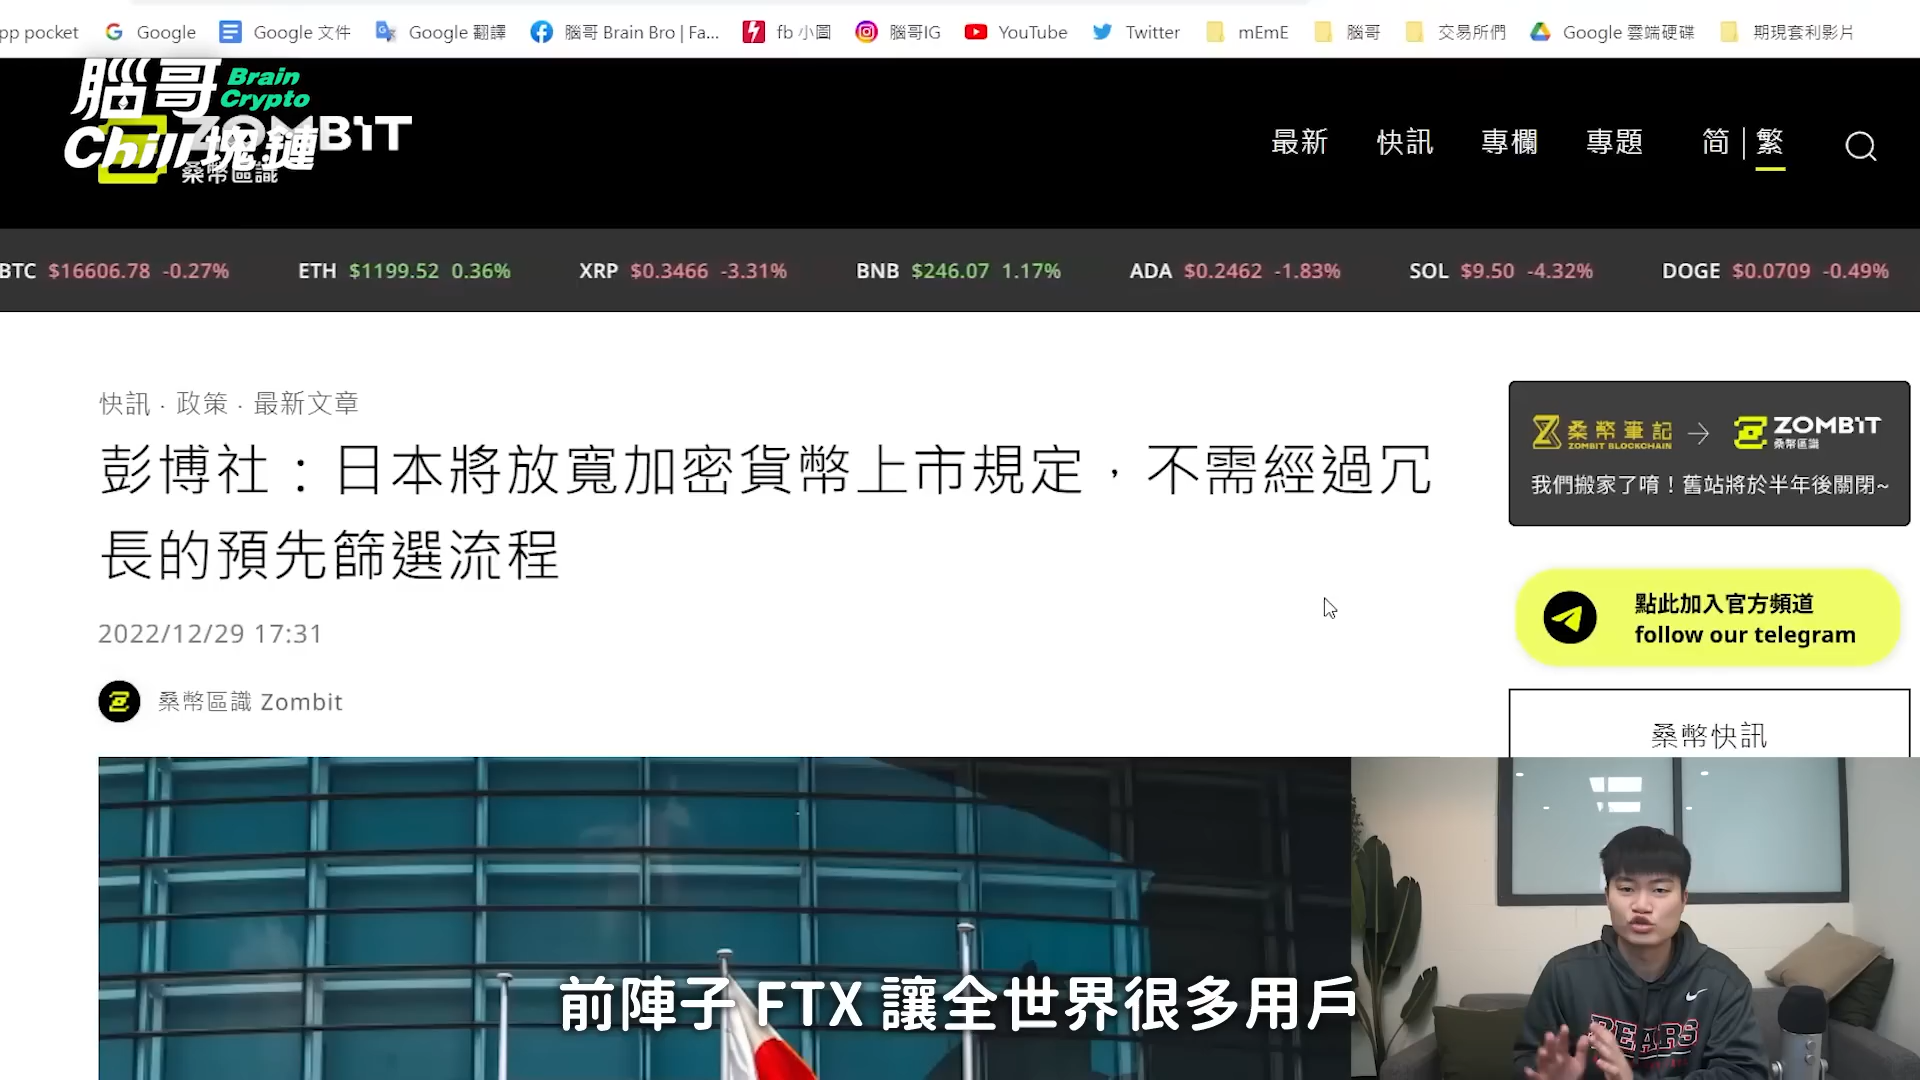 pp pocket
Google
Google 文件
Google 翻譯
腦哥 Brain Bro | Fa...
fb 小圖
腦哥IG
YouTube
Twitter
mEmE
腦哥
交易所們
Google 雲端硬碟
期現套利影片
腦哥 Brain Crypto
Chill塊鏈
ZOMBIT
桑幣區識
最新
快訊
專欄
專題
简 | 繁
BTC $16606.78 -0.27%
ETH $1199.52 0.36%
XRP $0.3466 -3.31%
BNB $246.07 1.17%
ADA $0.2462 -1.83%
SOL $9.50 -4.32%
DOGE $0.0709 -0.49%
快訊 · 政策 · 最新文章
彭博社：日本將放寬加密貨幣上市規定，不需經過冗
長的預先篩選流程
2022/12/29 17:31
桑幣區識 Zombit
桑幣筆記
ZOMBIT BLOCKCHAIN
ZOMBIT
桑幣區識
我們搬家了唷！舊站將於半年後關閉~
點此加入官方頻道
follow our telegram
桑幣快訊
前陣子 FTX 讓全世界很多用戶
BEARS